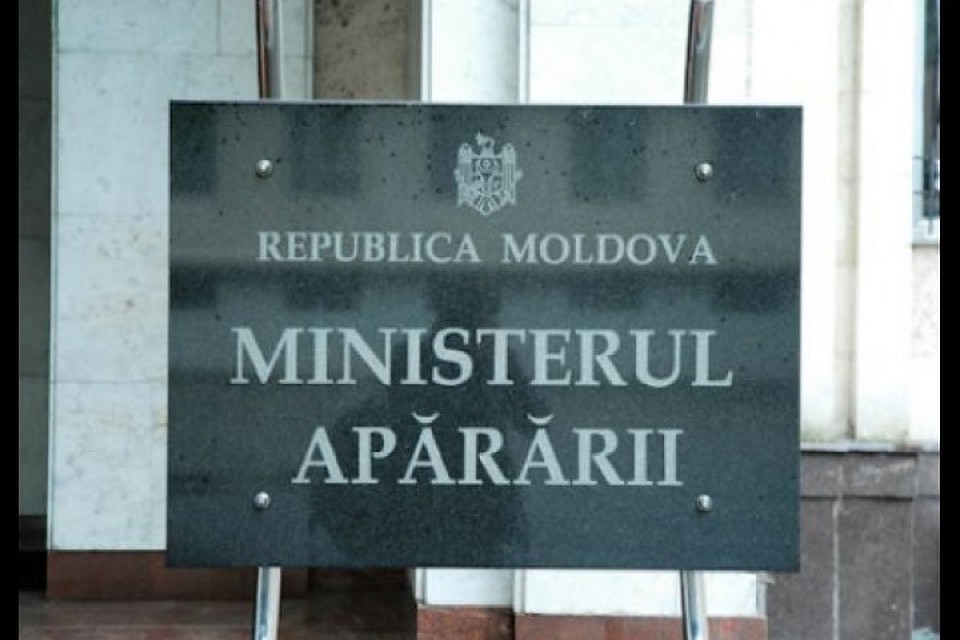 REPUBLICA MOLDOVA
MINISTERUL
APĂRĂRII